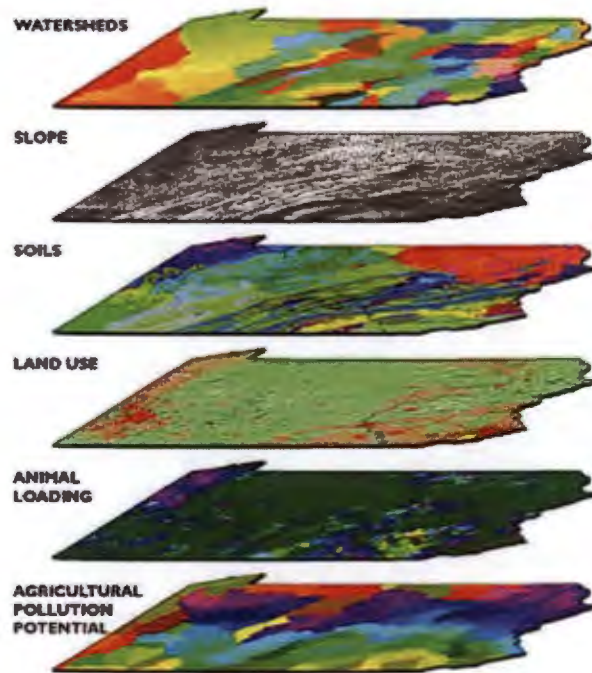 WATERSHEDS
SLOPE
SOILS
LAND USE
ANIMAL
LOADING
AGRICULTURAL
POLLUTION
POTENTIAL